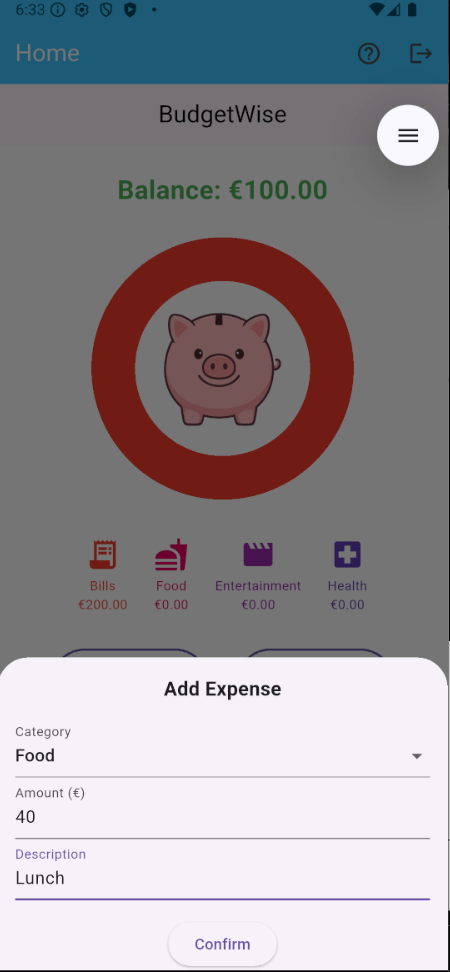 6:33
Home
BudgetWise
Balance: €100.00
Bills Food Entertainment Health
€200.00 €0.00 €0.00 €0.00
Add Expense
Category
Food
Amount (€)
40
Description
Lunch
Confirm